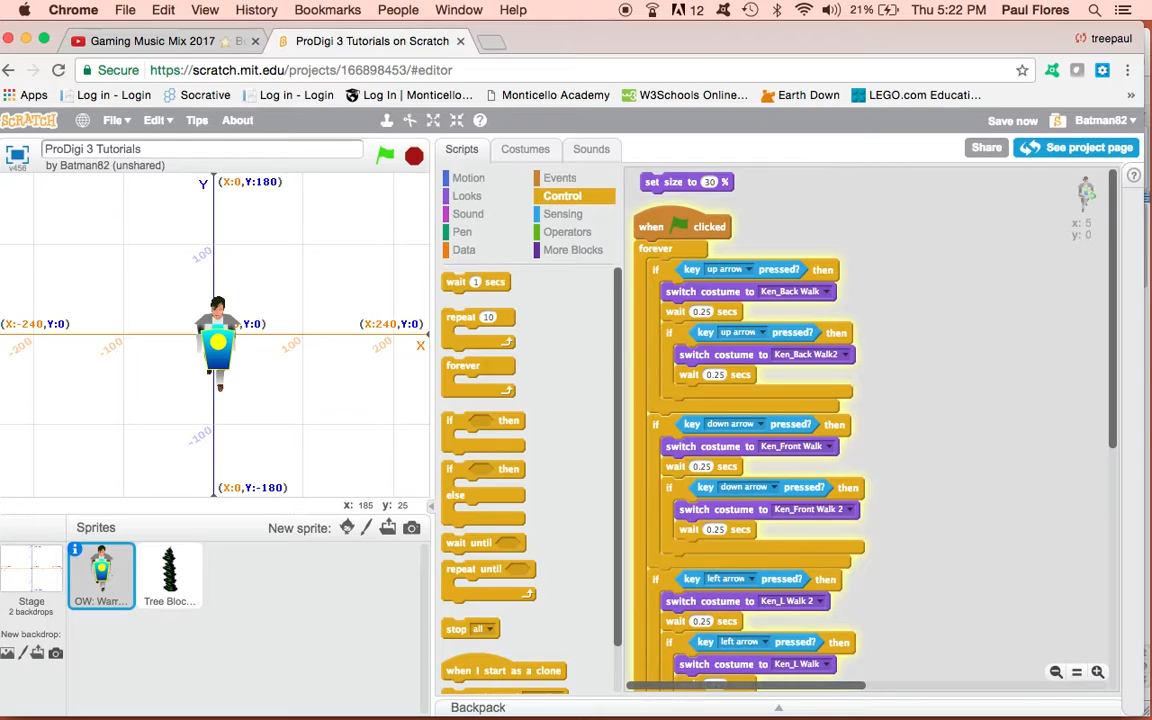 Chrome File Edit View History Bookmarks People Window Help 12 21% Thu 5:22 PM Paul Flores
Gaming Music Mix 2017 ProDigi 3 Tutorials on Scratch treepaul
Secure https://scratch.mit.edu/projects/166898453/#editor
Apps Log in - Login Socrative Log in - Login Log In | Monticello... Monticello Academy W3Schools Online... Earth Down LEGO.com Educati... »
SCRATCH File Edit Tips About Save now Batman82
ProDigi 3 Tutorials
v456 by Batman82 (unshared)
Scripts Costumes Sounds Share See project page
Y (X:0,Y:180)
100
(X:-240,Y:0) ,Y:0) (X:240,Y:0)
-200 -100 100 200 X
-100
(X:0,Y:-180)
x: 185 y: 25
Motion Events
Looks Control
Sound Sensing
Pen Operators
Data More Blocks
wait 1 secs
repeat 10
forever
if then
if then
else
wait until
repeat until
stop all
when I start as a clone
set size to 30 %
when clicked
forever
if key up arrow pressed? then
switch costume to Ken_Back Walk
wait 0.25 secs
if key up arrow pressed? then
switch costume to Ken_Back Walk2
wait 0.25 secs
if key down arrow pressed? then
switch costume to Ken_Front Walk
wait 0.25 secs
if key down arrow pressed? then
switch costume to Ken_Front Walk 2
wait 0.25 secs
if key left arrow pressed? then
switch costume to Ken_L Walk 2
wait 0.25 secs
if key left arrow pressed? then
switch costume to Ken_L Walk
x: 5
y: 0
Sprites New sprite:
Stage
2 backdrops
New backdrop:
OW: Warr... Tree Bloc...
Backpack